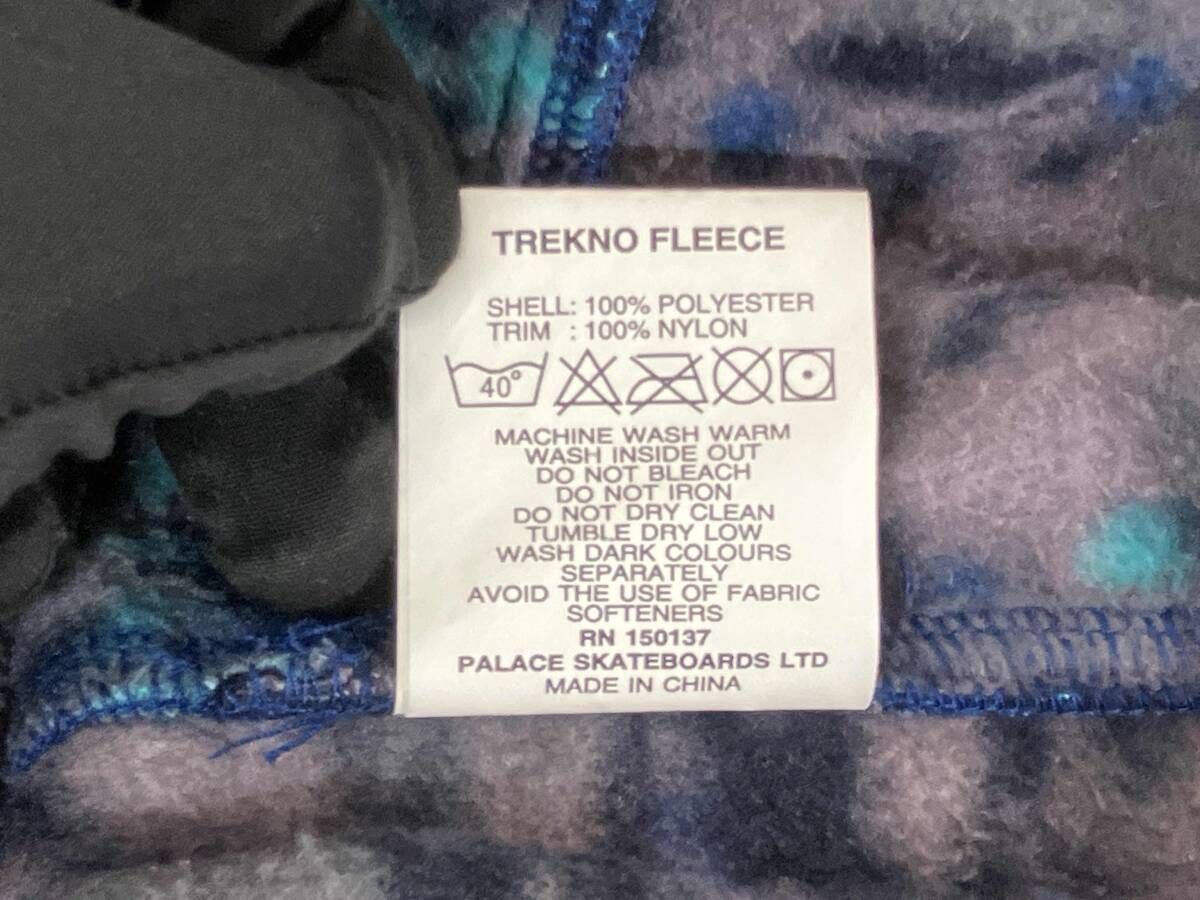 TREKNO FLEECE
SHELL: 100% POLYESTER
TRIM : 100% NYLON
40°
MACHINE WASH WARM
WASH INSIDE OUT
DO NOT BLEACH
DO NOT IRON
DO NOT DRY CLEAN
TUMBLE DRY LOW
WASH DARK COLOURS
SEPARATELY
AVOID THE USE OF FABRIC
SOFTENERS
RN 150137
PALACE SKATEBOARDS LTD
MADE IN CHINA